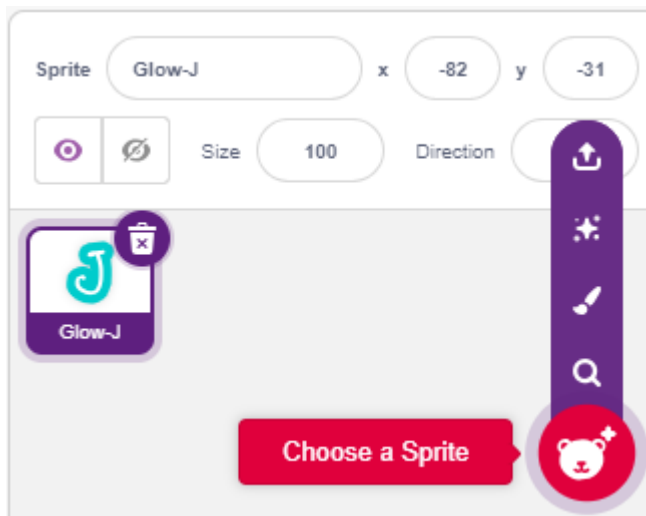 Sprite Glow-J x -82 y -31
Size 100 Direction
J
Glow-J
Choose a Sprite